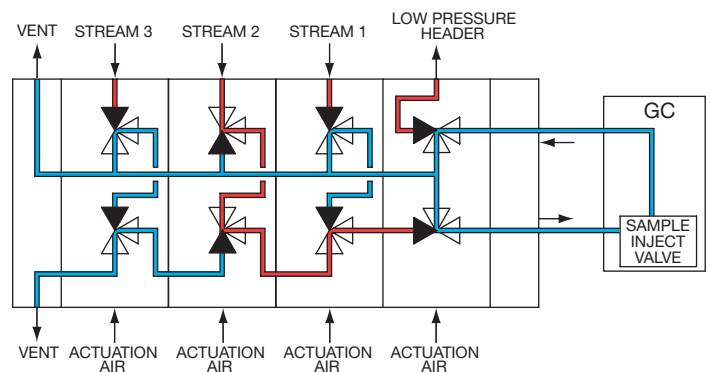 LOW PRESSURE
HEADER
VENT
STREAM 3
STREAM 2
STREAM 1
GC
SAMPLE
INJECT
VALVE
VENT
ACTUATION
AIR
ACTUATION
AIR
ACTUATION
AIR
ACTUATION
AIR